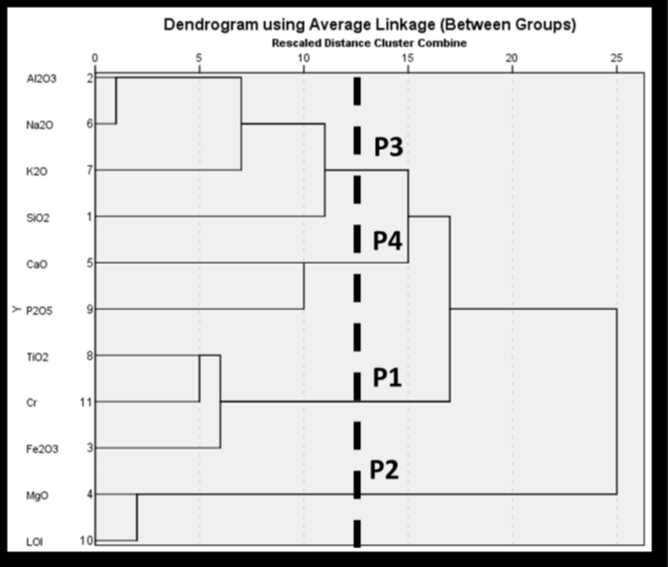 Dendrogram using Average Linkage (Between Groups)
Rescaled Distance Cluster Combine
0 5 10 15 20 25
Al2O3 2
Na2O 6
P3
K2O 7
SiO2 1
P4
CaO 5
Y
P2O5 9
TiO2 8
P1
Cr 11
Fe2O3 3
P2
MgO 4
LOI 10